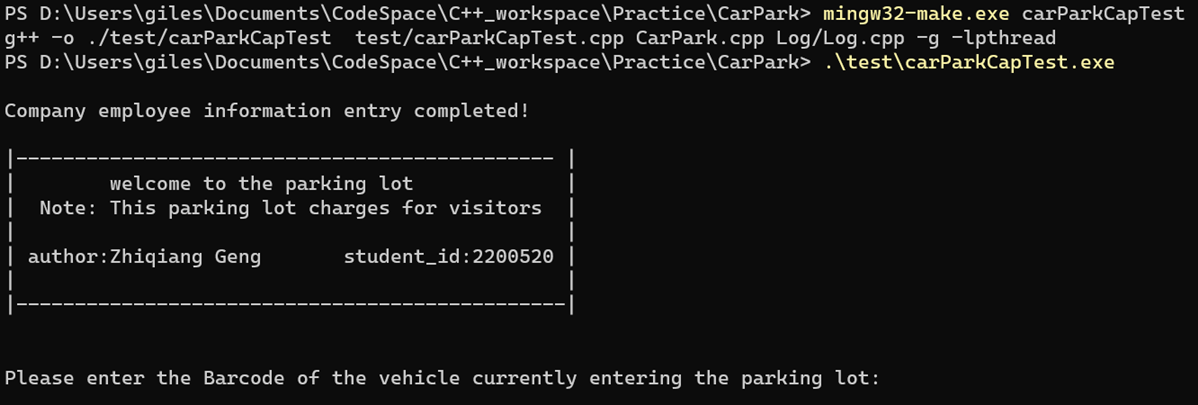 PS D:\Users\giles\Documents\CodeSpace\C++_workspace\Practice\CarPark> mingw32-make.exe carParkCapTest
g++ -o ./test/carParkCapTest  test/carParkCapTest.cpp CarPark.cpp Log/Log.cpp -g -lpthread
PS D:\Users\giles\Documents\CodeSpace\C++_workspace\Practice\CarPark> .\test\carParkCapTest.exe
Company employee information entry completed!
|---------------------------------------------- |
|        welcome to the parking lot             |
|  Note: This parking lot charges for visitors  |
|                                               |
| author:Zhiqiang Geng       student_id:2200520 |
|                                               |
|-----------------------------------------------|
Please enter the Barcode of the vehicle currently entering the parking lot: